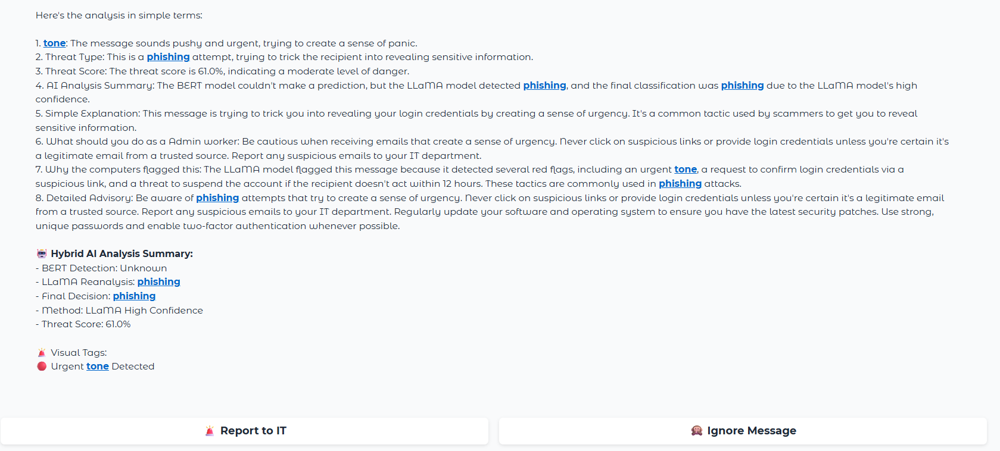 Here's the analysis in simple terms:
1. tone: The message sounds pushy and urgent, trying to create a sense of panic.
2. Threat Type: This is a phishing attempt, trying to trick the recipient into revealing sensitive information.
3. Threat Score: The threat score is 61.0%, indicating a moderate level of danger.
4. AI Analysis Summary: The BERT model couldn't make a prediction, but the LLaMA model detected phishing, and the final classification was phishing due to the LLaMA model's high
confidence.
5. Simple Explanation: This message is trying to trick you into revealing your login credentials by creating a sense of urgency. It's a common tactic used by scammers to get you to reveal
sensitive information.
6. What should you do as a Admin worker: Be cautious when receiving emails that create a sense of urgency. Never click on suspicious links or provide login credentials unless you're certain it's
a legitimate email from a trusted source. Report any suspicious emails to your IT department.
7. Why the computers flagged this: The LLaMA model flagged this message because it detected several red flags, including an urgent tone, a request to confirm login credentials via a
suspicious link, and a threat to suspend the account if the recipient doesn't act within 12 hours. These tactics are commonly used in phishing attacks.
8. Detailed Advisory: Be aware of phishing attempts that try to create a sense of urgency. Never click on suspicious links or provide login credentials unless you're certain it's a legitimate email
from a trusted source. Report any suspicious emails to your IT department. Regularly update your software and operating system to ensure you have the latest security patches. Use strong,
unique passwords and enable two-factor authentication whenever possible.
Hybrid AI Analysis Summary:
- BERT Detection: Unknown
- LLaMA Reanalysis: phishing
- Final Decision: phishing
- Method: LLaMA High Confidence
- Threat Score: 61.0%
Visual Tags:
Urgent tone Detected
Report to IT
Ignore Message